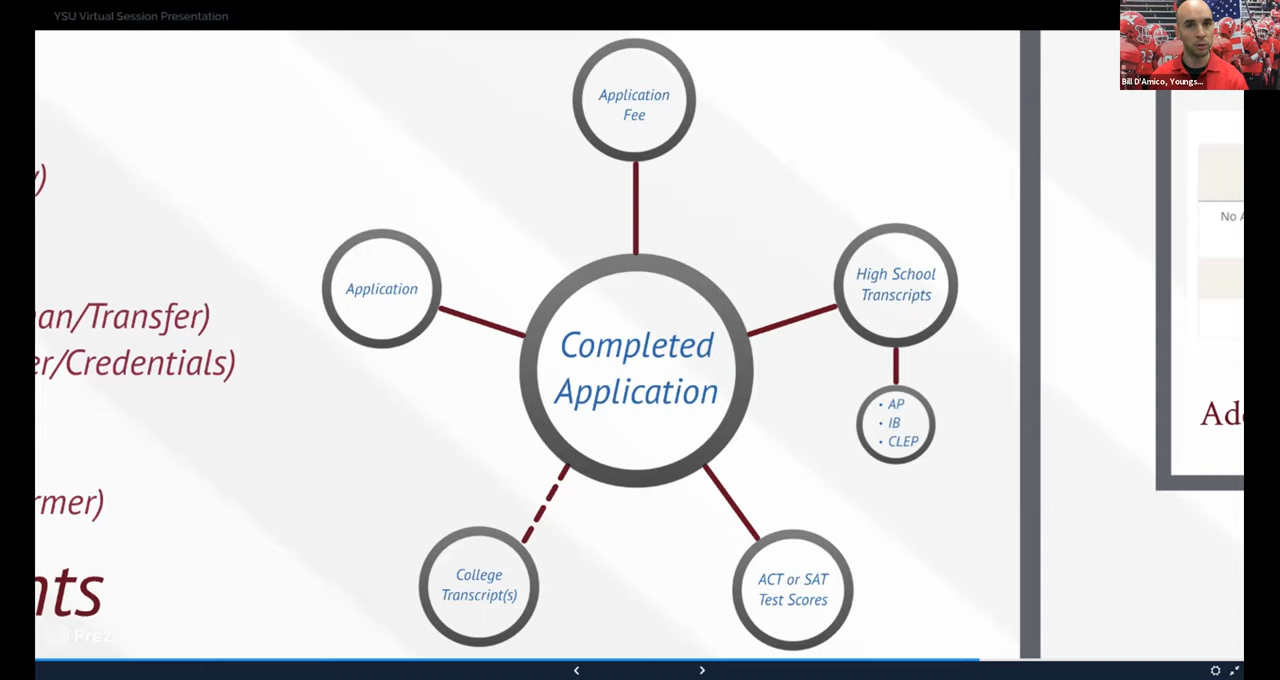 YSU Virtual Session Presentation
Bill D'Amico, Youngs...
Application
Fee
Application
High School
Transcripts
Completed
Application
• AP
• IB
• CLEP
College
Transcript(s)
ACT or SAT
Test Scores
an/Transfer)
er/Credentials)
rmer)
nts
Prezi
No A
Ad